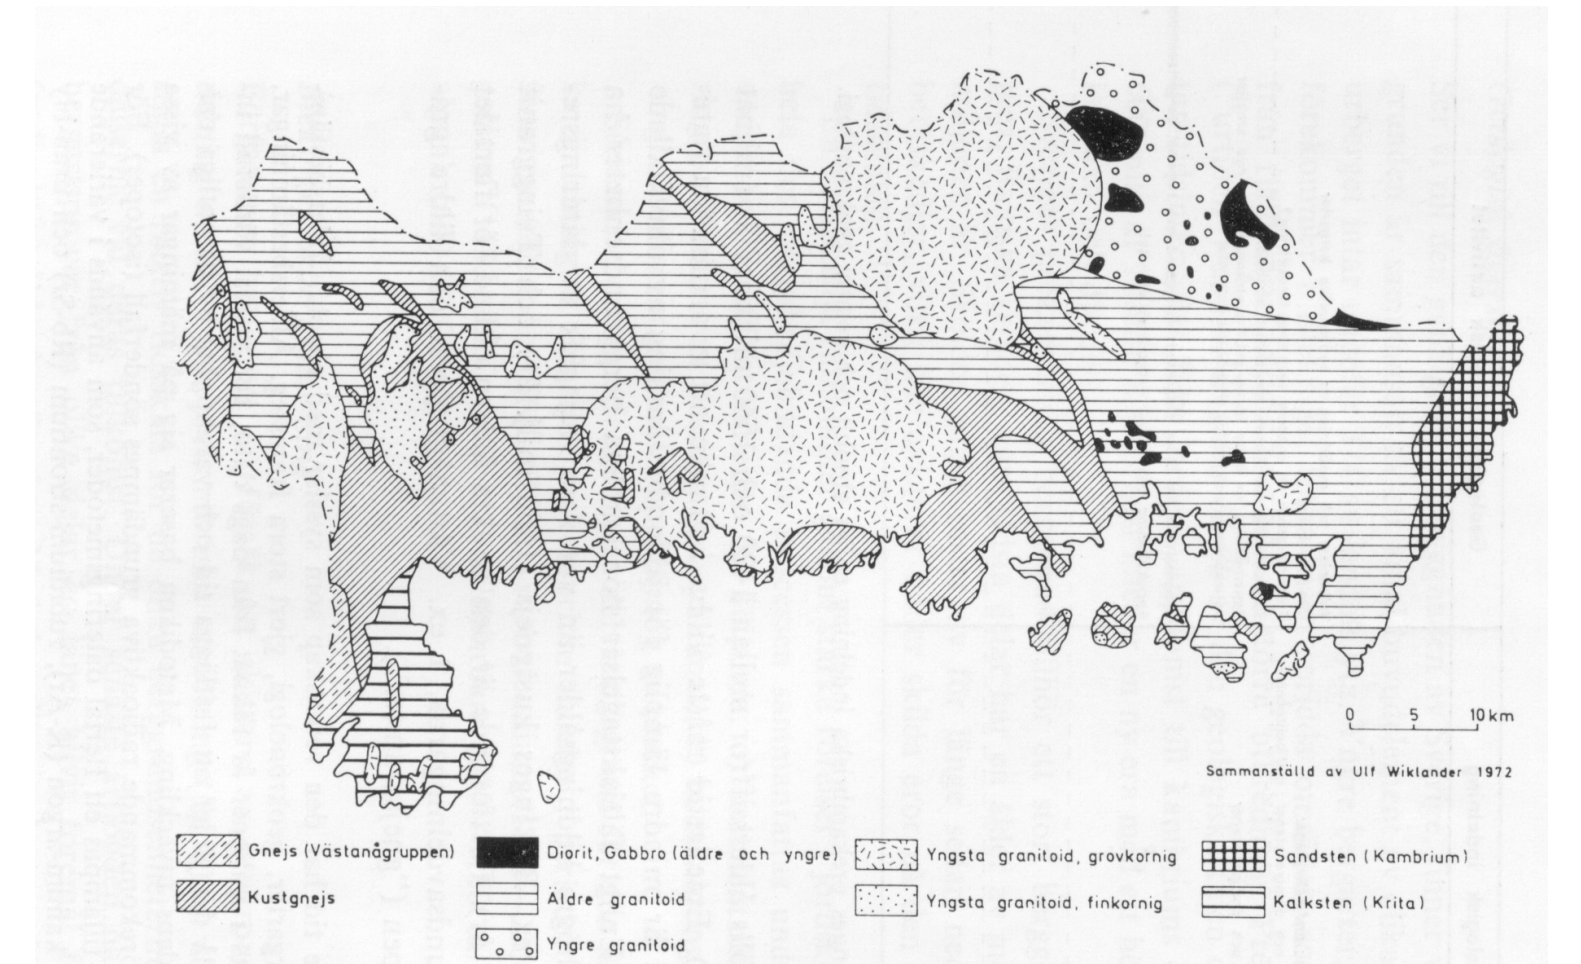 0 5 10 km
Sammanställd av Ulf Wiklander 1972
Gnejs (Västanågruppen)
Kustgnejs
Diorit, Gabbro (äldre och yngre)
Äldre granitoid
Yngre granitoid
Yngsta granitoid, grovkornig
Yngsta granitoid, finkornig
Sandsten (Kambrium)
Kalksten (Krita)